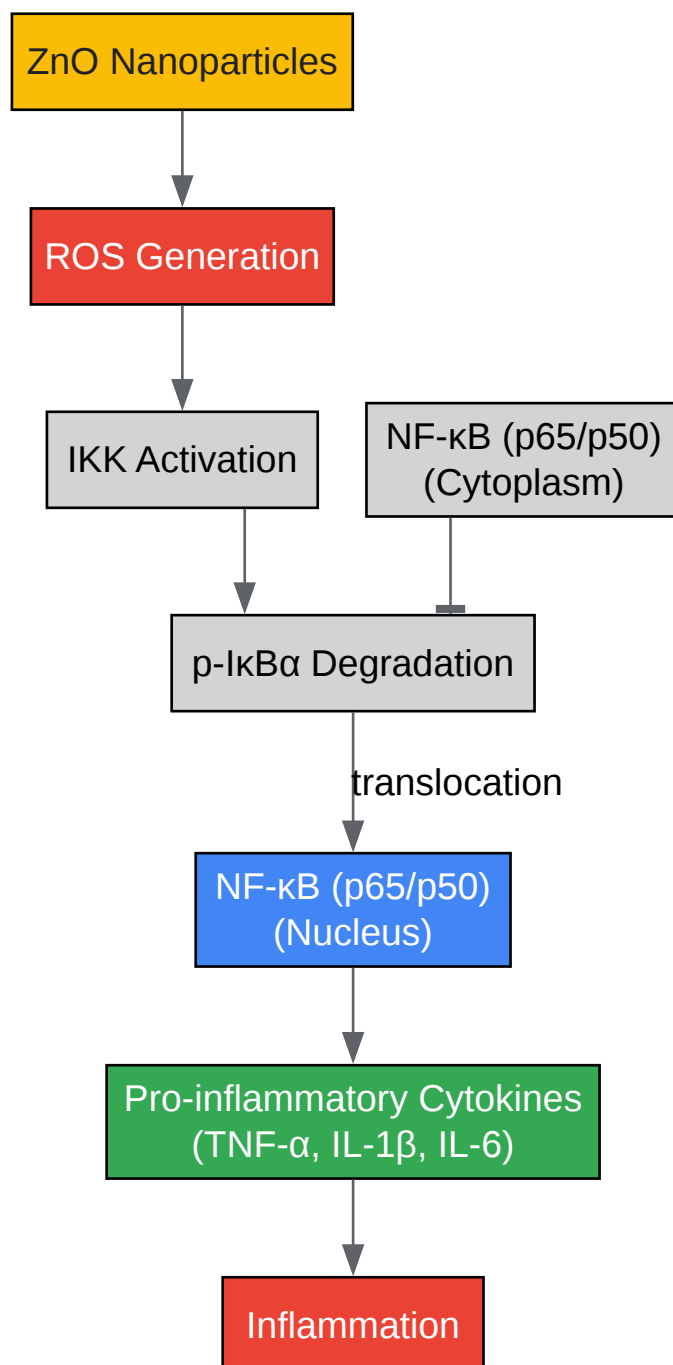 ZnO Nanoparticles
ROS Generation
IKK Activation
NF-κB (p65/p50)
(Cytoplasm)
p-IκBα Degradation
translocation
NF-κB (p65/p50)
(Nucleus)
Pro-inflammatory Cytokines
(TNF-α, IL-1β, IL-6)
Inflammation